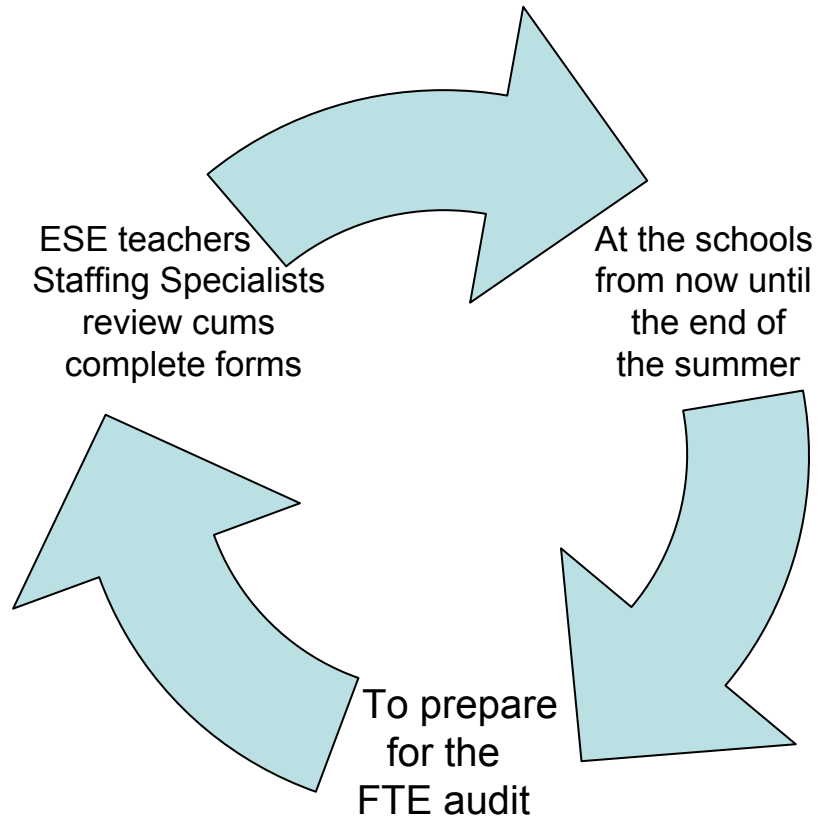 ESE teachers
Staffing Specialists
review cums
complete forms
At the schools
from now until
the end of
the summer
To prepare
for the
FTE audit